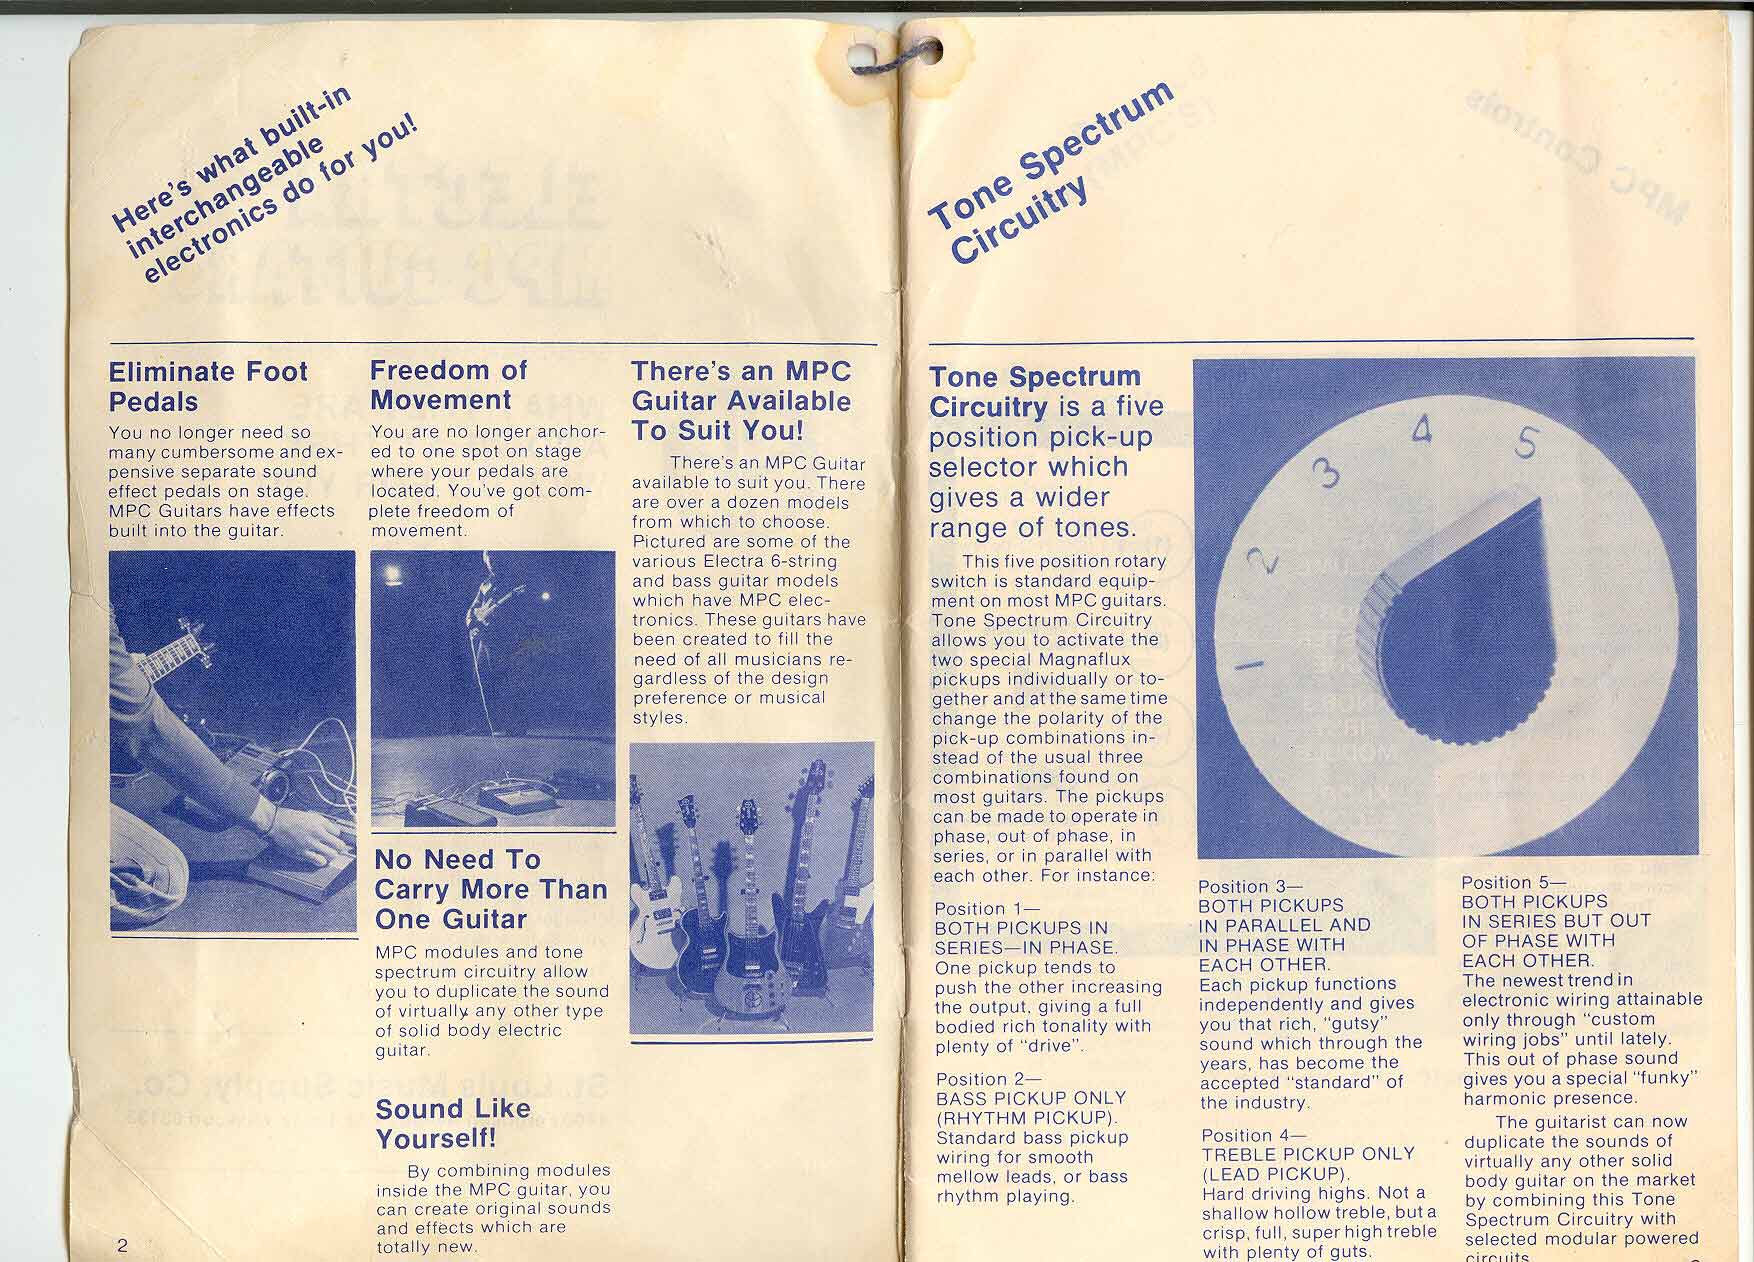 Here's what built-in
interchangeable
electronics do for you!
Eliminate Foot
Pedals
You no longer need so
many cumbersome and ex-
pensive separate sound
effect pedals on stage.
MPC Guitars have effects
built into the guitar.
Freedom of
Movement
You are no longer anchor-
ed to one spot on stage
where your pedals are
located. You've got com-
plete freedom of
movement.
No Need To
Carry More Than
One Guitar
MPC modules and tone
spectrum circuitry allow
you to duplicate the sound
of virtually any other type
of solid body electric
guitar.
Sound Like
Yourself!
By combining modules
inside the MPC guitar, you
can create original sounds
and effects which are
totally new.
There's an MPC
Guitar Available
To Suit You!
There's an MPC Guitar
available to suit you. There
are over a dozen models
from which to choose.
Pictured are some of the
various Electra 6-string
and bass guitar models
which have MPC elec-
tronics. These guitars have
been created to fill the
need of all musicians re-
gardless of the design
preference or musical
styles.
2
Tone Spectrum
Circuitry
Tone Spectrum
Circuitry is a five
position pick-up
selector which
gives a wider
range of tones.
This five position rotary
switch is standard equip-
ment on most MPC guitars.
Tone Spectrum Circuitry
allows you to activate the
two special Magnaflux
pickups individually or to-
gether and at the same time
change the polarity of the
pick-up combinations in-
stead of the usual three
combinations found on
most guitars. The pickups
can be made to operate in
phase, out of phase, in
series, or in parallel with
each other. For instance:
Position 1—
BOTH PICKUPS IN
SERIES—IN PHASE.
One pickup tends to
push the other increasing
the output, giving a full
bodied rich tonality with
plenty of "drive".
Position 2—
BASS PICKUP ONLY
(RHYTHM PICKUP).
Standard bass pickup
wiring for smooth
mellow leads, or bass
rhythm playing.
1
2
3
4
5
Position 3—
BOTH PICKUPS
IN PARALLEL AND
IN PHASE WITH
EACH OTHER.
Each pickup functions
independently and gives
you that rich, "gutsy"
sound which through the
years, has become the
accepted "standard" of
the industry.
Position 4—
TREBLE PICKUP ONLY
(LEAD PICKUP).
Hard driving highs. Not a
shallow hollow treble, but a
crisp, full, super high treble
with plenty of guts.
Position 5—
BOTH PICKUPS
IN SERIES BUT OUT
OF PHASE WITH
EACH OTHER.
The newest trend in
electronic wiring attainable
only through "custom
wiring jobs" until lately.
This out of phase sound
gives you a special "funky"
harmonic presence.
The guitarist can now
duplicate the sounds of
virtually any other solid
body guitar on the market
by combining this Tone
Spectrum Circuitry with
selected modular powered
circuits.